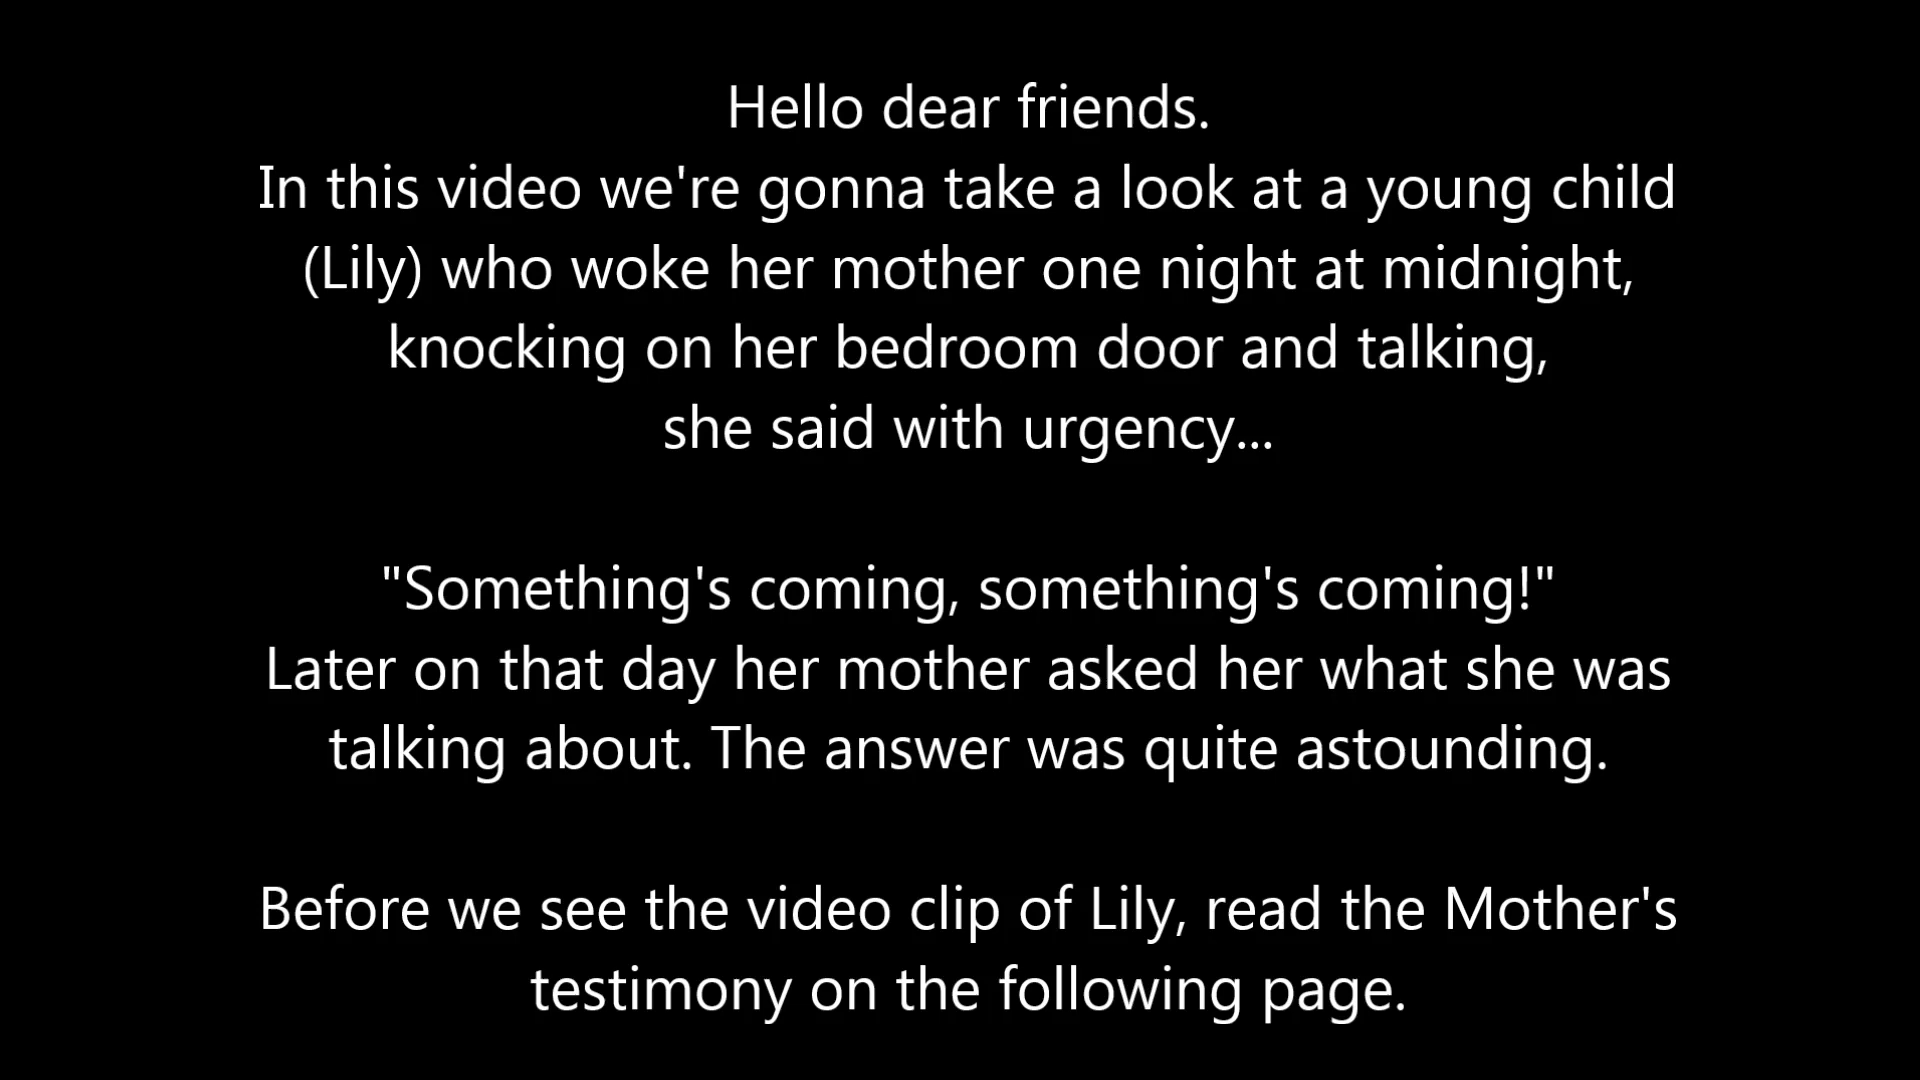 Hello dear friends.
In this video we're gonna take a look at a young child
(Lily) who woke her mother one night at midnight,
knocking on her bedroom door and talking,
she said with urgency...
"Something's coming, something's coming!"
Later on that day her mother asked her what she was
talking about. The answer was quite astounding.
Before we see the video clip of Lily, read the Mother's
testimony on the following page.